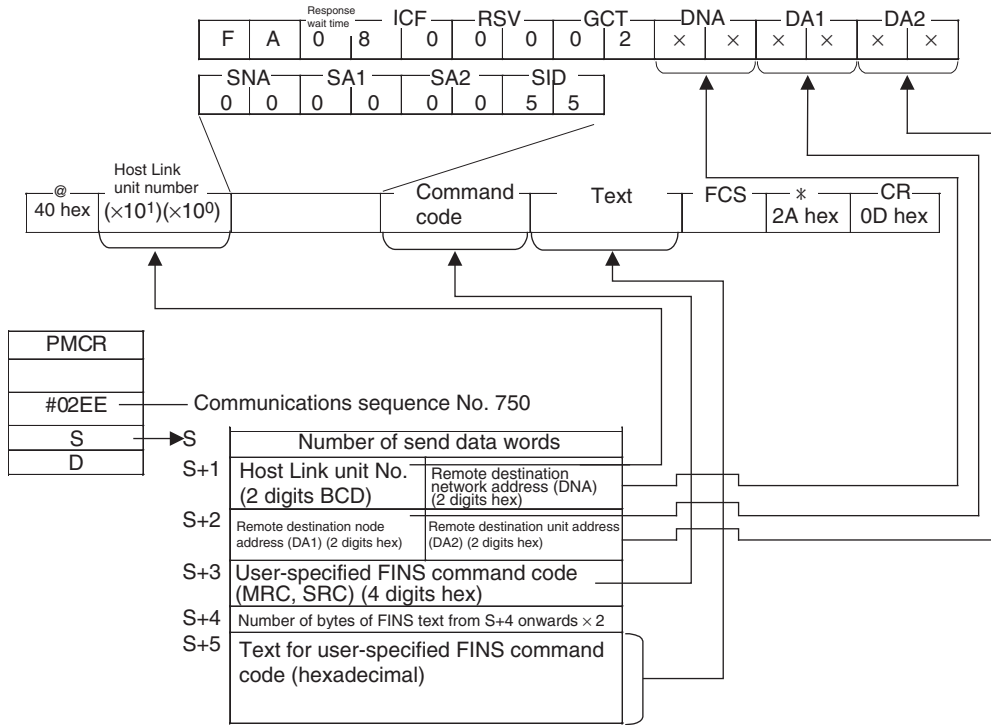 Response wait time ICF RSV GCT DNA DA1 DA2
F A 0 8 0 0 0 0 2 × × × × × ×
SNA SA1 SA2 SID
0 0 0 0 0 0 5 5
@
40 hex
Host Link
unit number
(×10¹)(×10⁰)
Command
code
Text
FCS
*
2A hex
CR
0D hex
PMCR
#02EE
S
D
Communications sequence No. 750
S
Number of send data words
S+1
Host Link unit No.
(2 digits BCD)
Remote destination
network address (DNA)
(2 digits hex)
S+2
Remote destination node
address (DA1) (2 digits hex)
Remote destination unit address
(DA2) (2 digits hex)
S+3
User-specified FINS command code
(MRC, SRC) (4 digits hex)
S+4
Number of bytes of FINS text from S+4 onwards × 2
S+5
Text for user-specified FINS command
code (hexadecimal)